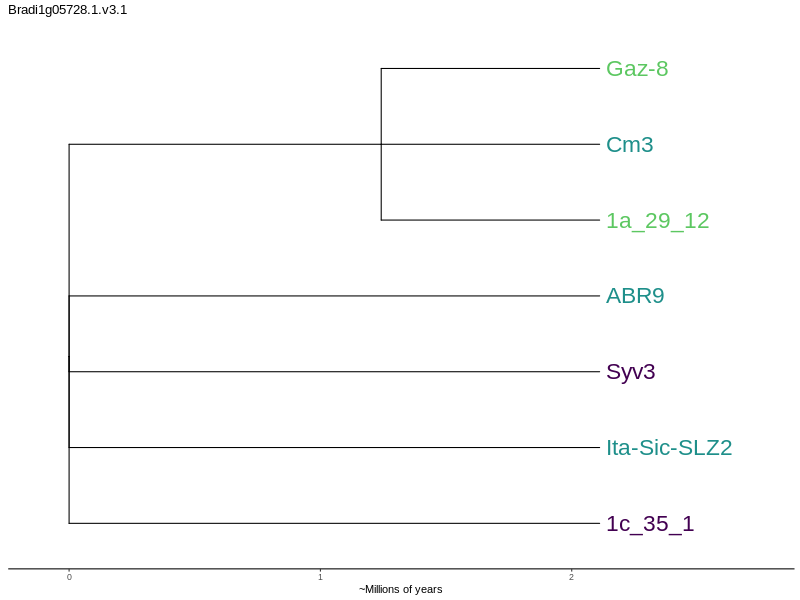 Bradi1g05728.1.v3.1
Gaz-8
Cm3
1a_29_12
ABR9
Syv3
Ita-Sic-SLZ2
1c_35_1
0 1 2
~Millions of years